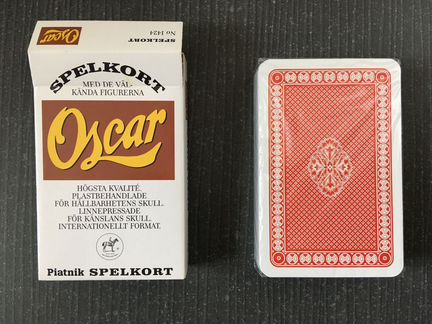 Oscar
No 1424
SPELKORT
SPELKORT
MED DE VÄL-
KÄNDA FIGURERNA
Oscar
HÖGSTA KVALITÉ.
PLASTBEHANDLADE
FÖR HÅLLBARHETENS SKULL.
LINNEPRESSADE
FÖR KÄNSLANS SKULL.
INTERNATIONELLT FORMAT.
Piatnik SPELKORT